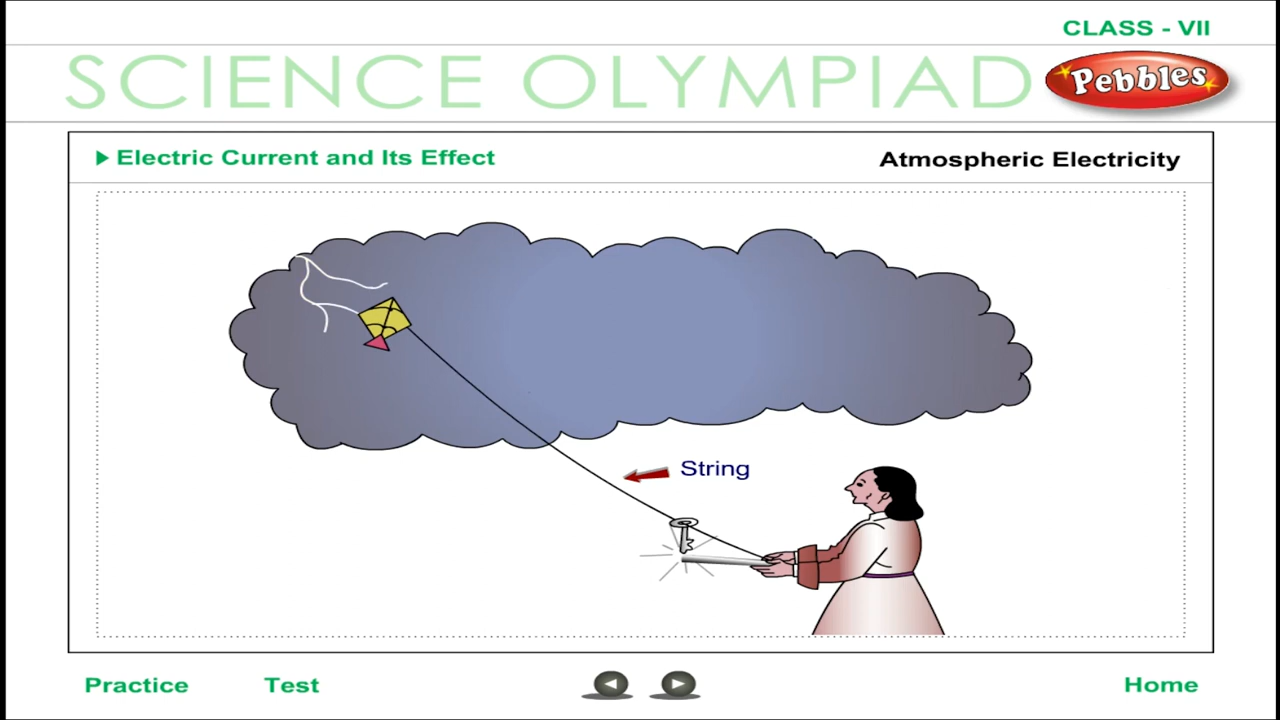 CLASS - VII
SCIENCE OLYMPIAD
Pebbles
Electric Current and Its Effect
Atmospheric Electricity
String
Practice
Test
Home